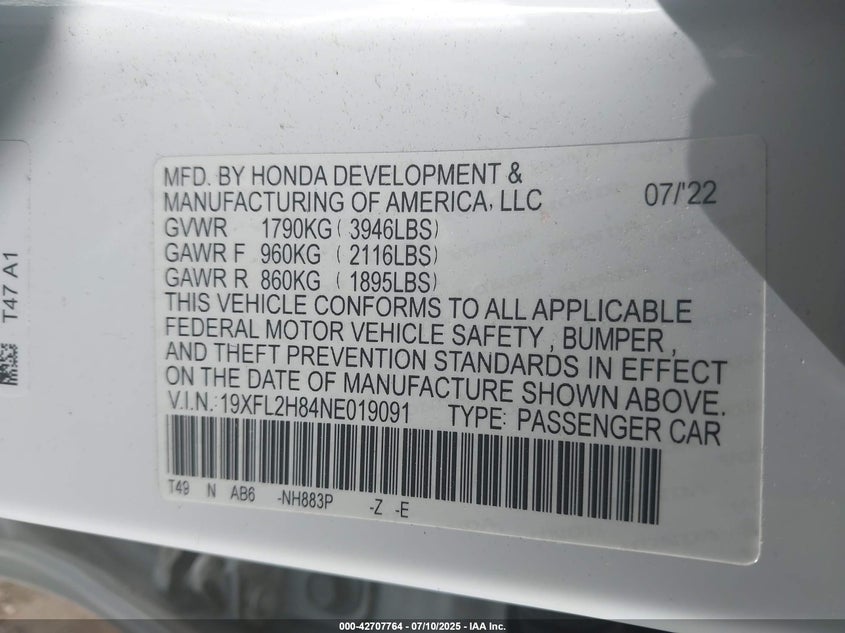 MFD. BY HONDA DEVELOPMENT &
MANUFACTURING OF AMERICA, LLC 07/'22
GVWR 1790KG ( 3946LBS)
GAWR F 960KG ( 2116LBS)
GAWR R 860KG ( 1895LBS)
THIS VEHICLE CONFORMS TO ALL APPLICABLE
FEDERAL MOTOR VEHICLE SAFETY , BUMPER ,
AND THEFT PREVENTION STANDARDS IN EFFECT
ON THE DATE OF MANUFACTURE SHOWN ABOVE.
V.I.N.: 19XFL2H84NE019091 TYPE: PASSENGER CAR
T49 N AB6 -NH883P -Z -E
T47 A1
000-42707764 - 07/10/2025 - IAA Inc.